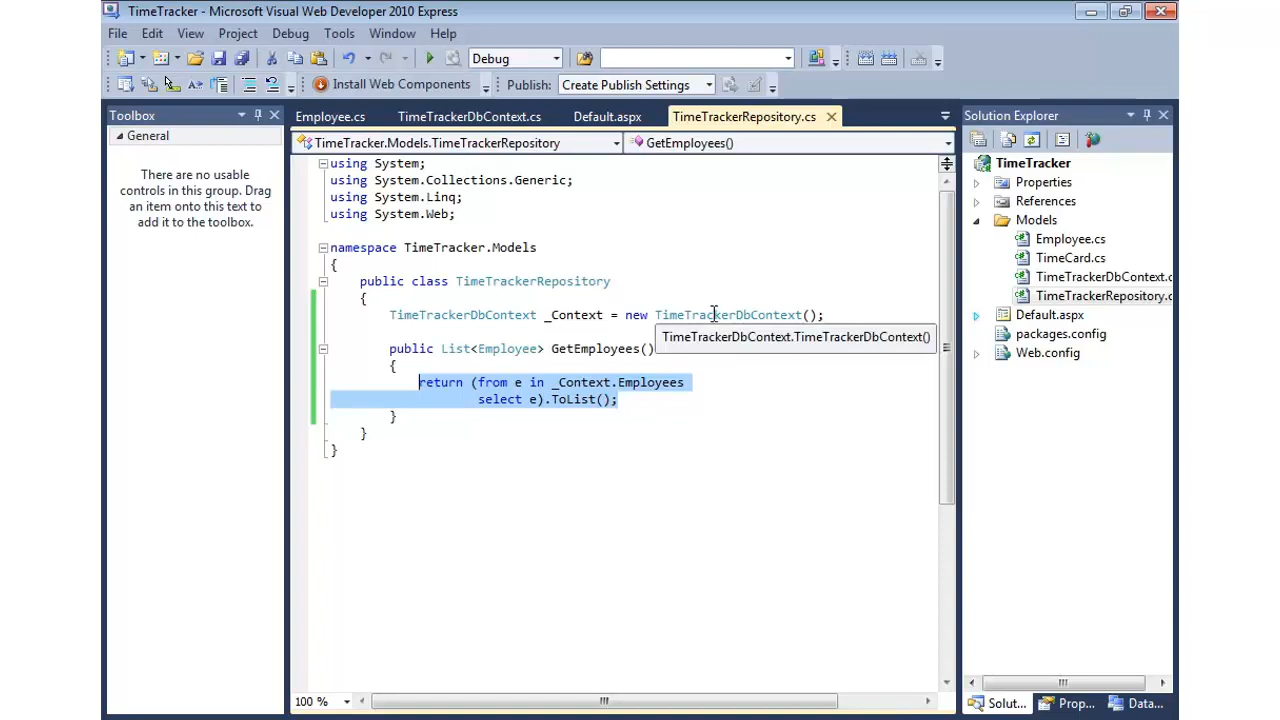 TimeTracker - Microsoft Visual Web Developer 2010 Express
File Edit View Project Debug Tools Window Help
Debug
Install Web Components Publish: Create Publish Settings
Toolbox
General
There are no usable
controls in this group. Drag
an item onto this text to
add it to the toolbox.
Employee.cs TimeTrackerDbContext.cs Default.aspx TimeTrackerRepository.cs
TimeTracker.Models.TimeTrackerRepository GetEmployees()
using System;
using System.Collections.Generic;
using System.Linq;
using System.Web;
namespace TimeTracker.Models
{
public class TimeTrackerRepository
{
TimeTrackerDbContext _Context = new TimeTrackerDbContext();
TimeTrackerDbContext.TimeTrackerDbContext()
public List<Employee> GetEmployees()
{
return (from e in _Context.Employees
select e).ToList();
}
}
}
100 %
Solution Explorer
TimeTracker
Properties
References
Models
Employee.cs
TimeCard.cs
TimeTrackerDbContext.c
TimeTrackerRepository.c
Default.aspx
packages.config
Web.config
Solut... Prop... Data...